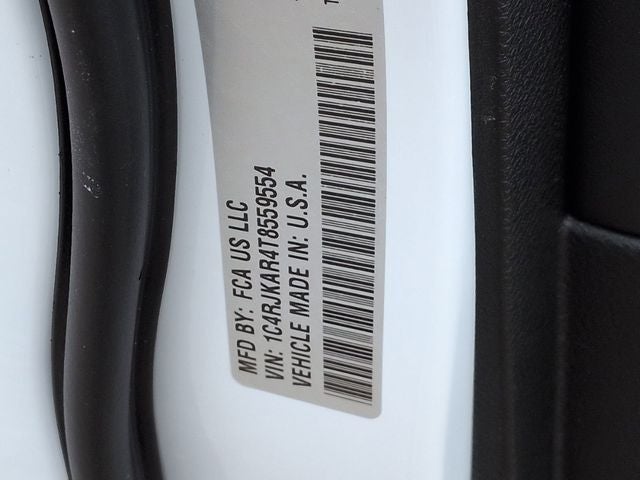 MFD BY: FCA US LLC
VIN: 1C4RJKAR4T8559554
VEHICLE MADE IN: U.S.A.